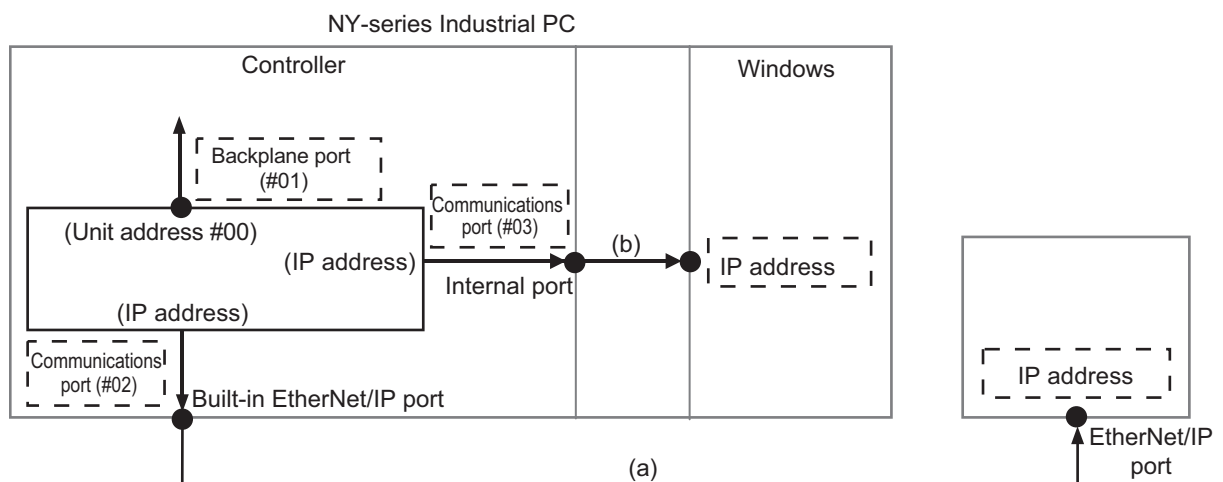 NY-series Industrial PC
Controller
Windows
Backplane port
(#01)
(Unit address #00)
Communications
port (#03)
(b)
(IP address)
IP address
Internal port
(IP address)
Communications
port (#02)
Built-in EtherNet/IP port
(a)
IP address
EtherNet/IP
port